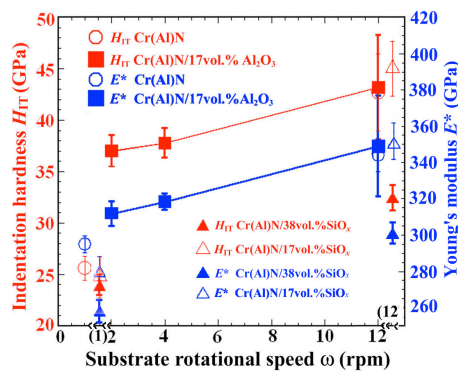 Indentation hardness H_IT (GPa)
50
45
40
35
30
25
20
H_IT Cr(Al)N
H_IT Cr(Al)N/17vol.% Al₂O₃
E* Cr(Al)N
E* Cr(Al)N/17vol.%Al₂O₃
H_IT Cr(Al)N/38vol.%SiOₓ
H_IT Cr(Al)N/17vol.%SiOₓ
E* Cr(Al)N/38vol.%SiOₓ
E* Cr(Al)N/17vol.%SiOₓ
420
400
380
360
340
320
300
280
260
Young's modulus E* (GPa)
(1)
(12
0 2 4 6 8 10 12
Substrate rotational speed ω (rpm)